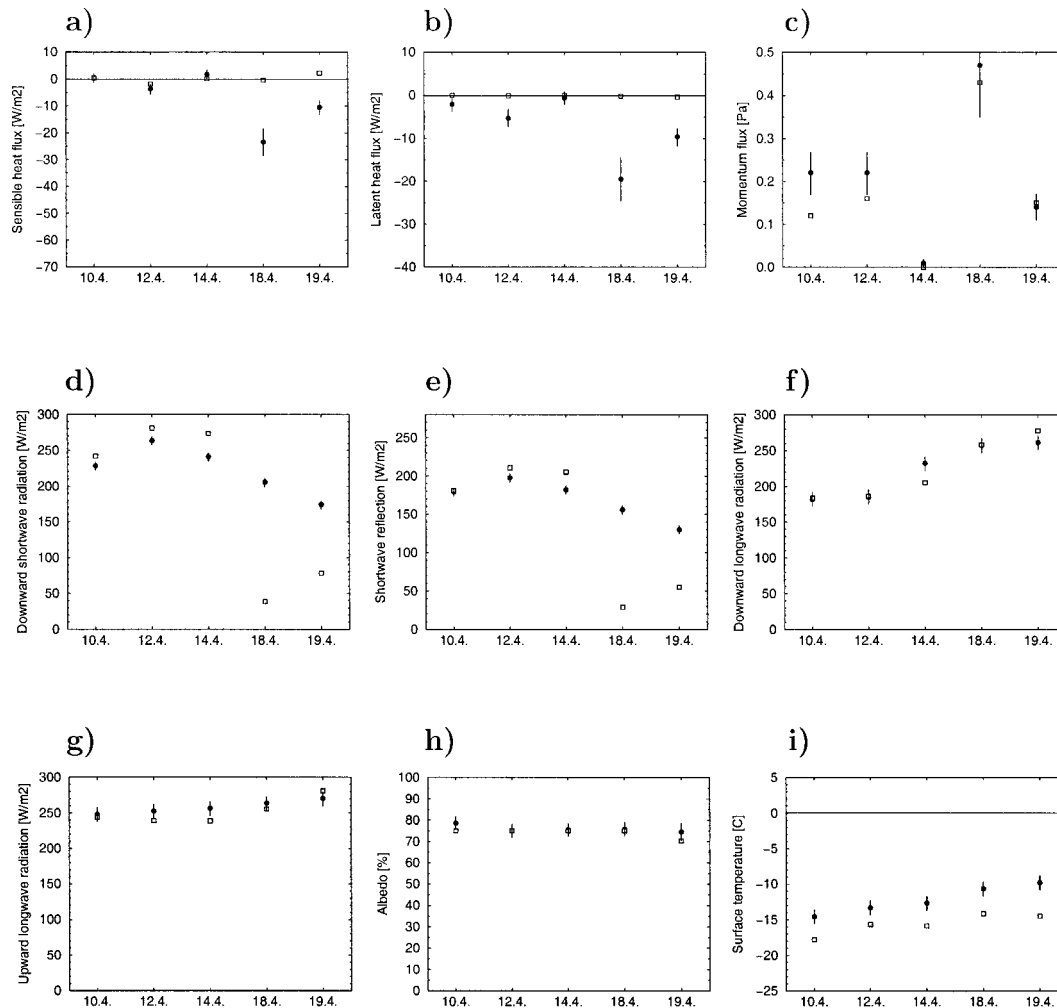 a)
Sensible heat flux [W/m2]
10
0
−10
−20
−30
−40
−50
−60
−70
10.4. 12.4. 14.4. 18.4. 19.4.
b)
Latent heat flux [W/m2]
10
0
−10
−20
−30
−40
10.4. 12.4. 14.4. 18.4. 19.4.
c)
Momentum flux [Pa]
0.5
0.4
0.3
0.2
0.1
0.0
10.4. 12.4. 14.4. 18.4. 19.4.
d)
Downward shortwave radiation [W/m2]
300
250
200
150
100
50
0
10.4. 12.4. 14.4. 18.4. 19.4.
e)
Shortwave reflection [W/m2]
250
200
150
100
50
0
10.4. 12.4. 14.4. 18.4. 19.4.
f)
Downward longwave radiation [W/m2]
300
250
200
150
100
50
0
10.4. 12.4. 14.4. 18.4. 19.4.
g)
Upward longwave radiation [W/m2]
300
250
200
150
100
50
0
10.4. 12.4. 14.4. 18.4. 19.4.
h)
Albedo [%]
100
90
80
70
60
50
40
30
20
10
0
10.4. 12.4. 14.4. 18.4. 19.4.
i)
Surface temperature [C]
5
0
−5
−10
−15
−20
−25
10.4. 12.4. 14.4. 18.4. 19.4.